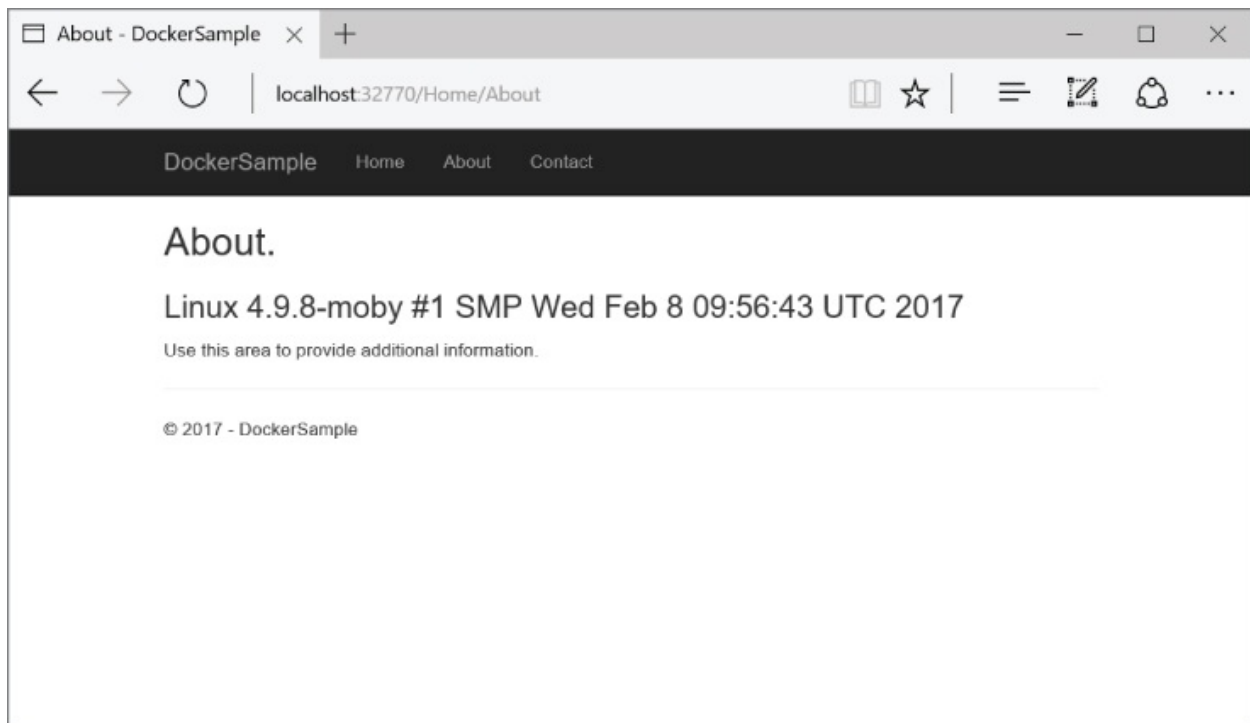 About - DockerSample
localhost:32770/Home/About
DockerSample Home About Contact
About.
Linux 4.9.8-moby #1 SMP Wed Feb 8 09:56:43 UTC 2017
Use this area to provide additional information.
© 2017 - DockerSample